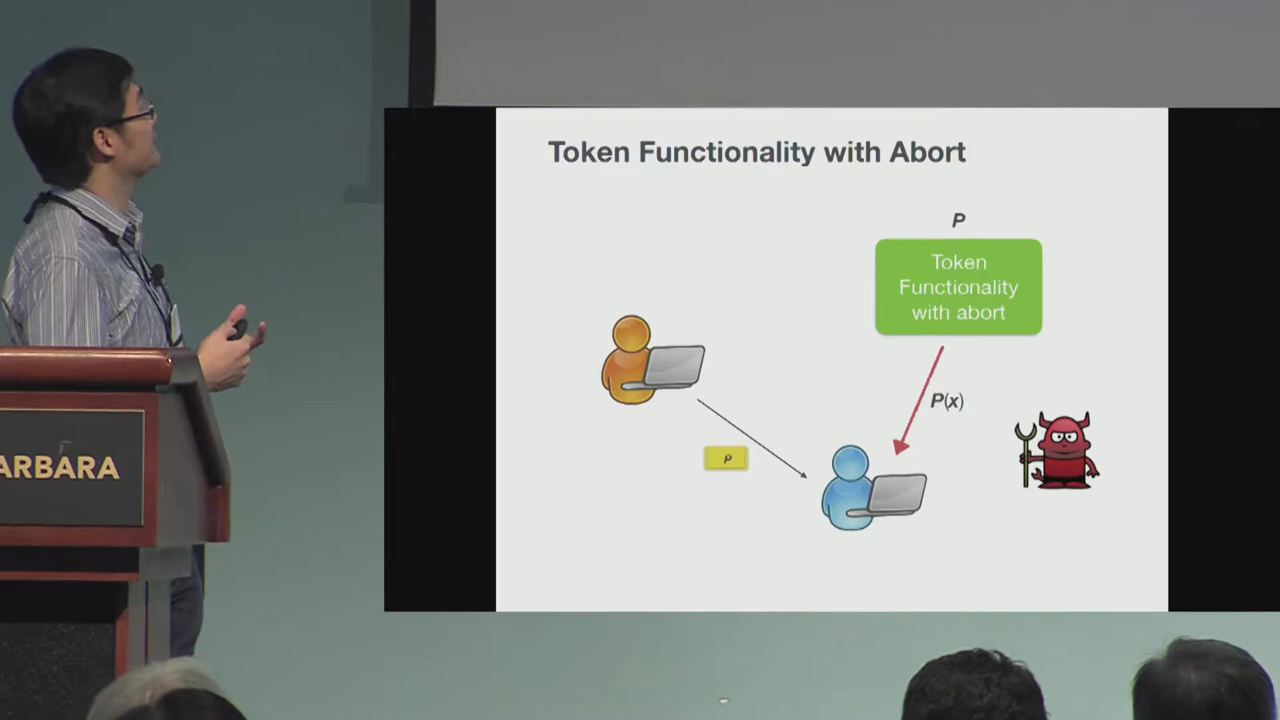 Token Functionality with Abort
P
Token
Functionality
with abort
P(x)
P
ARBARA